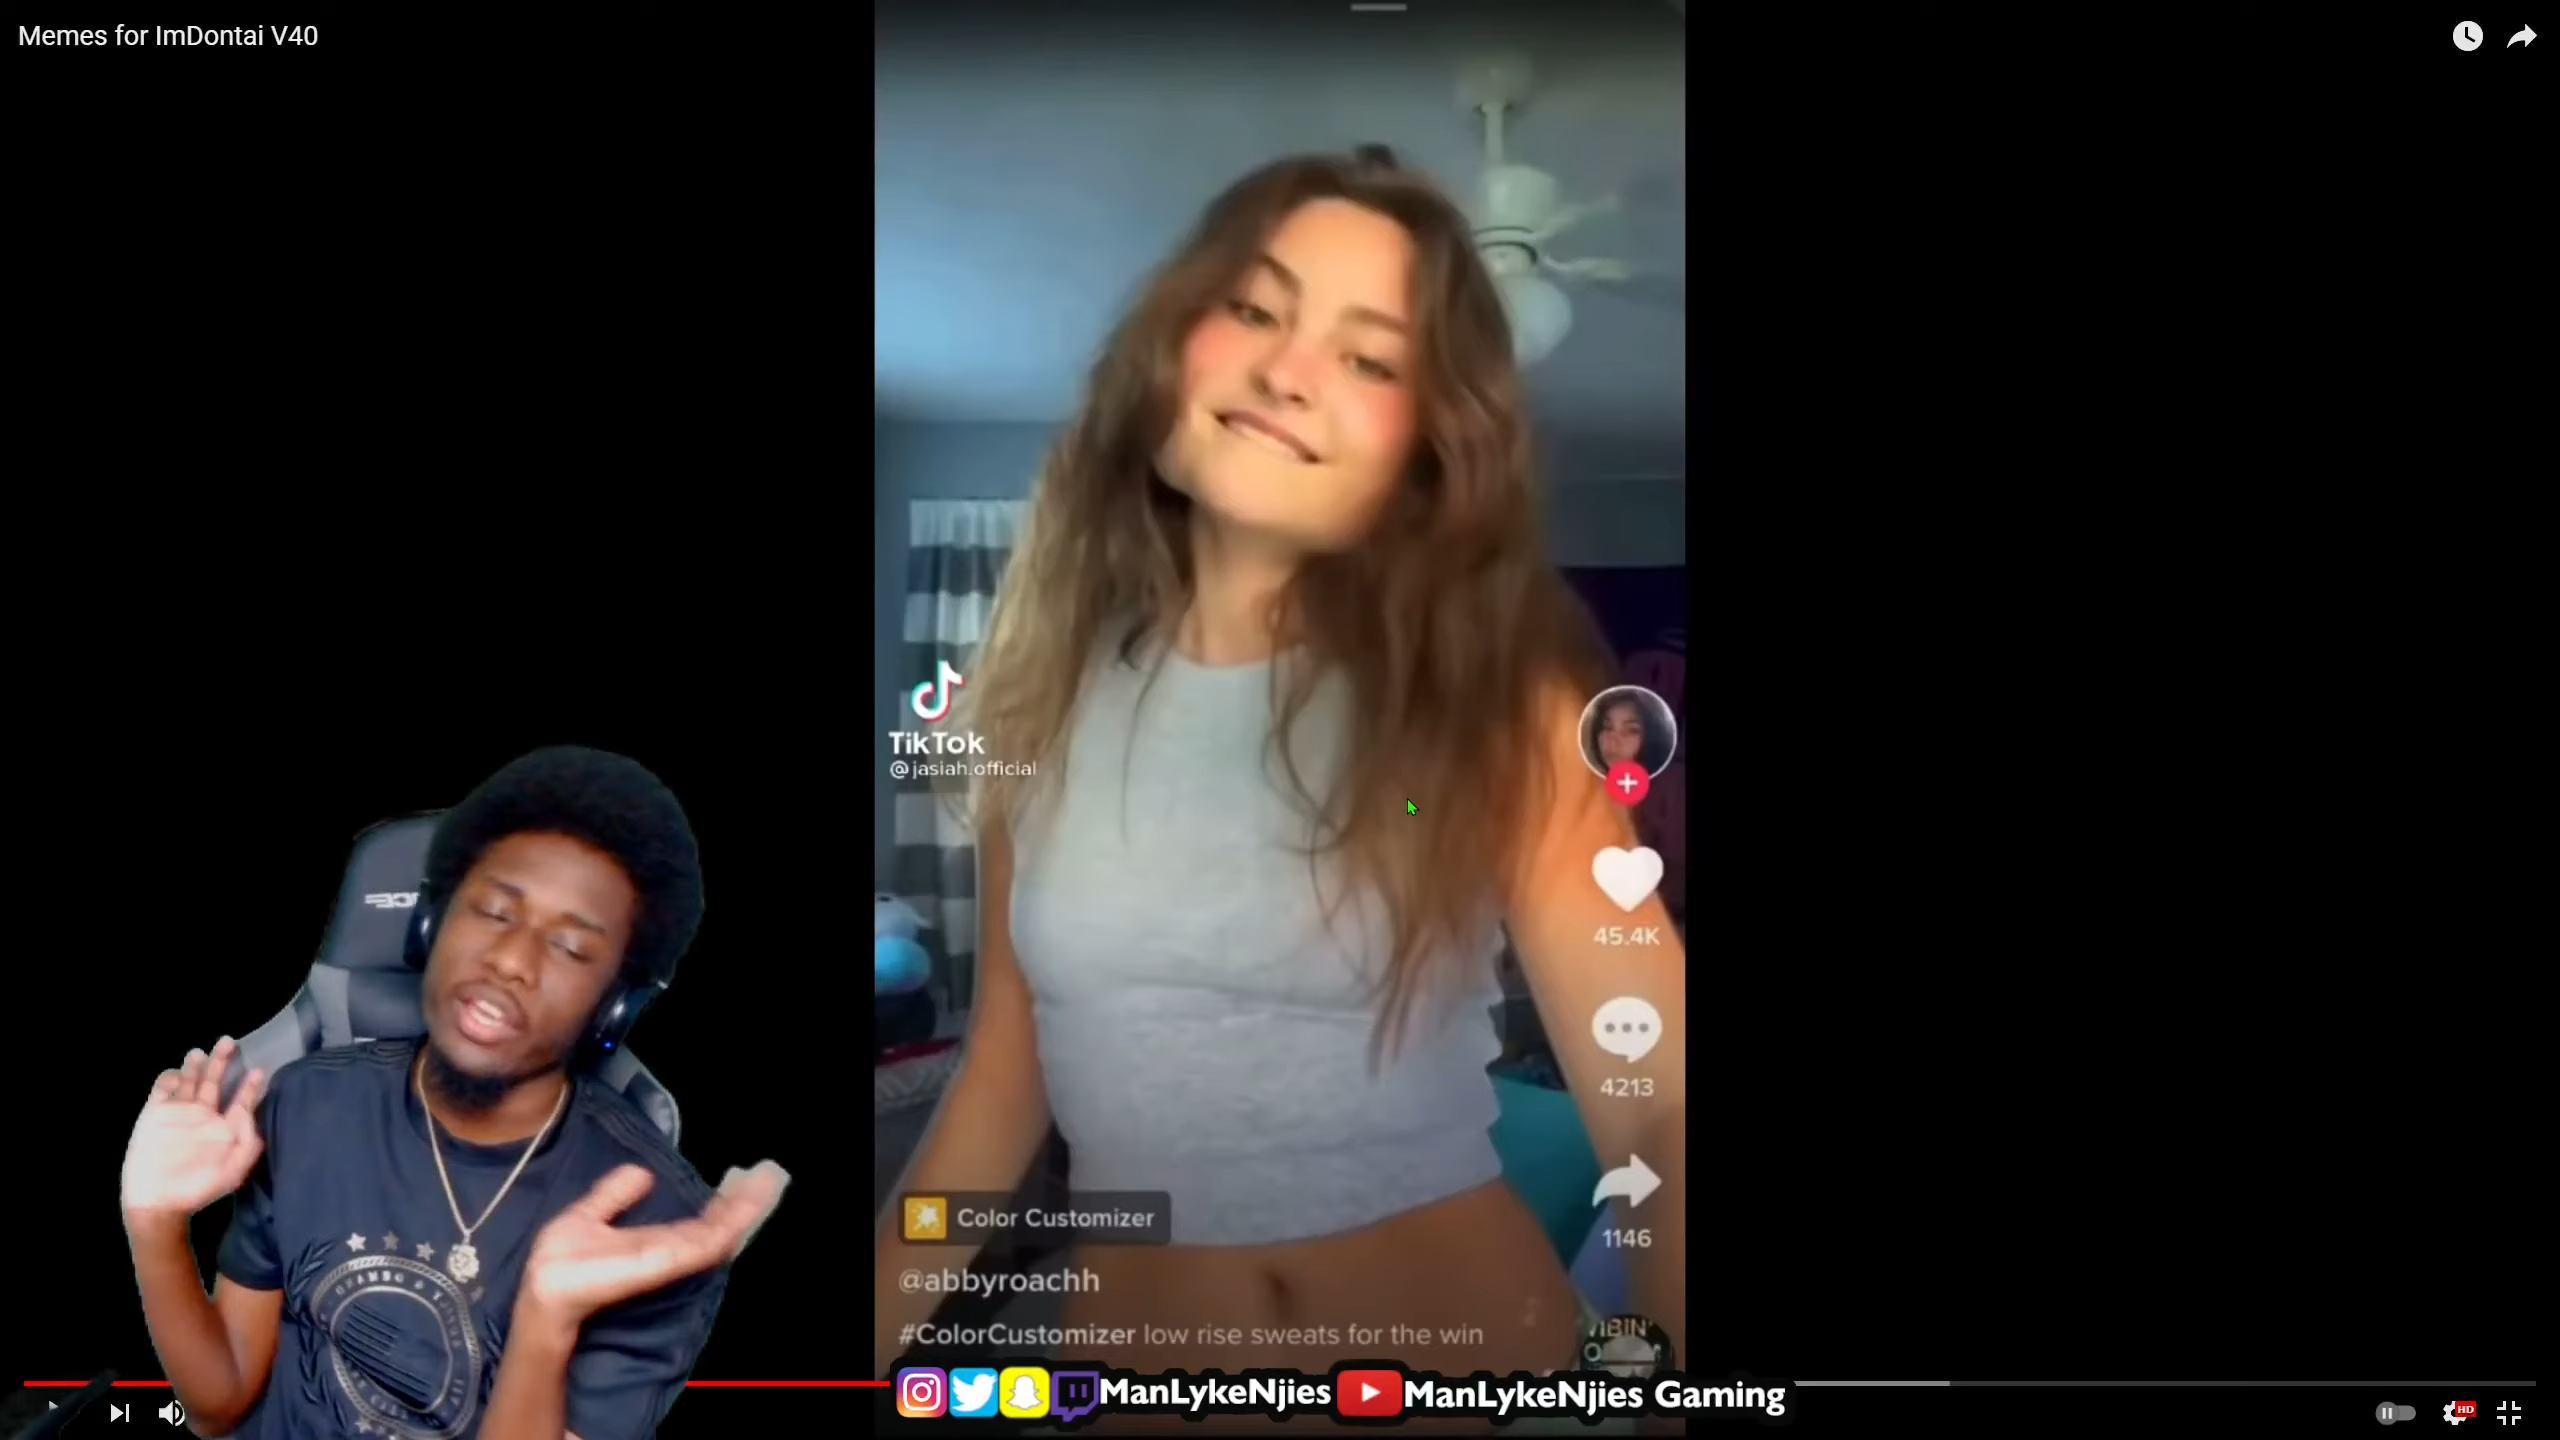 Memes for ImDontai V40
TikTok
@jasiah.official
45.4K
4213
1146
Color Customizer
@abbyroachh
#ColorCustomizer low rise sweats for the win
ManLykeNjies
ManLykeNjies Gaming
HD